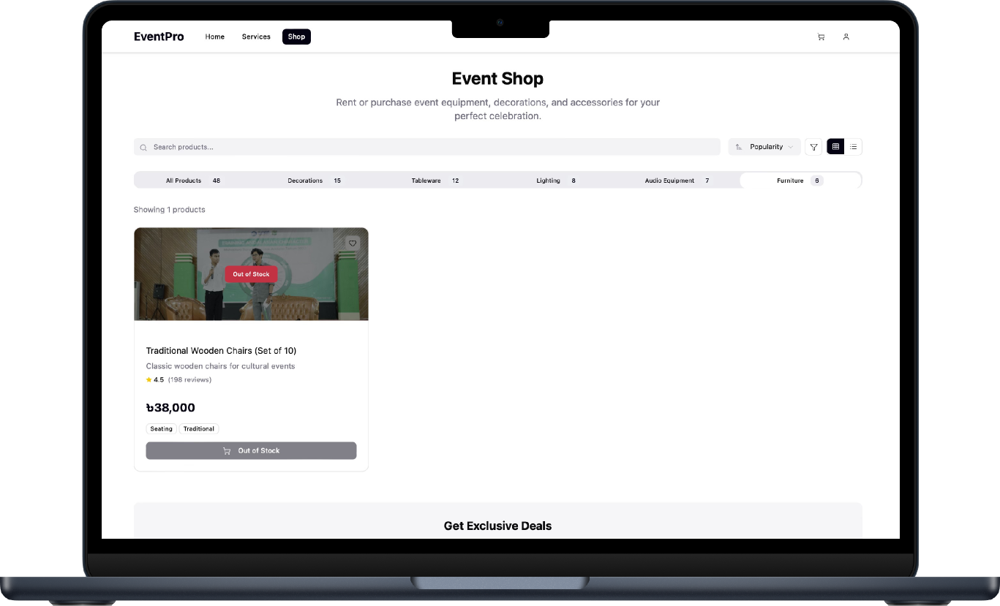 EventPro Home Services Shop
Event Shop
Rent or purchase event equipment, decorations, and accessories for your
perfect celebration.
Search products...
Popularity
All Products 48 Decorations 15 Tableware 12 Lighting 8 Audio Equipment 7 Furniture 6
Showing 1 products
Out of Stock
Traditional Wooden Chairs (Set of 10)
Classic wooden chairs for cultural events
4.5 (198 reviews)
৳38,000
Seating Traditional
Out of Stock
Get Exclusive Deals